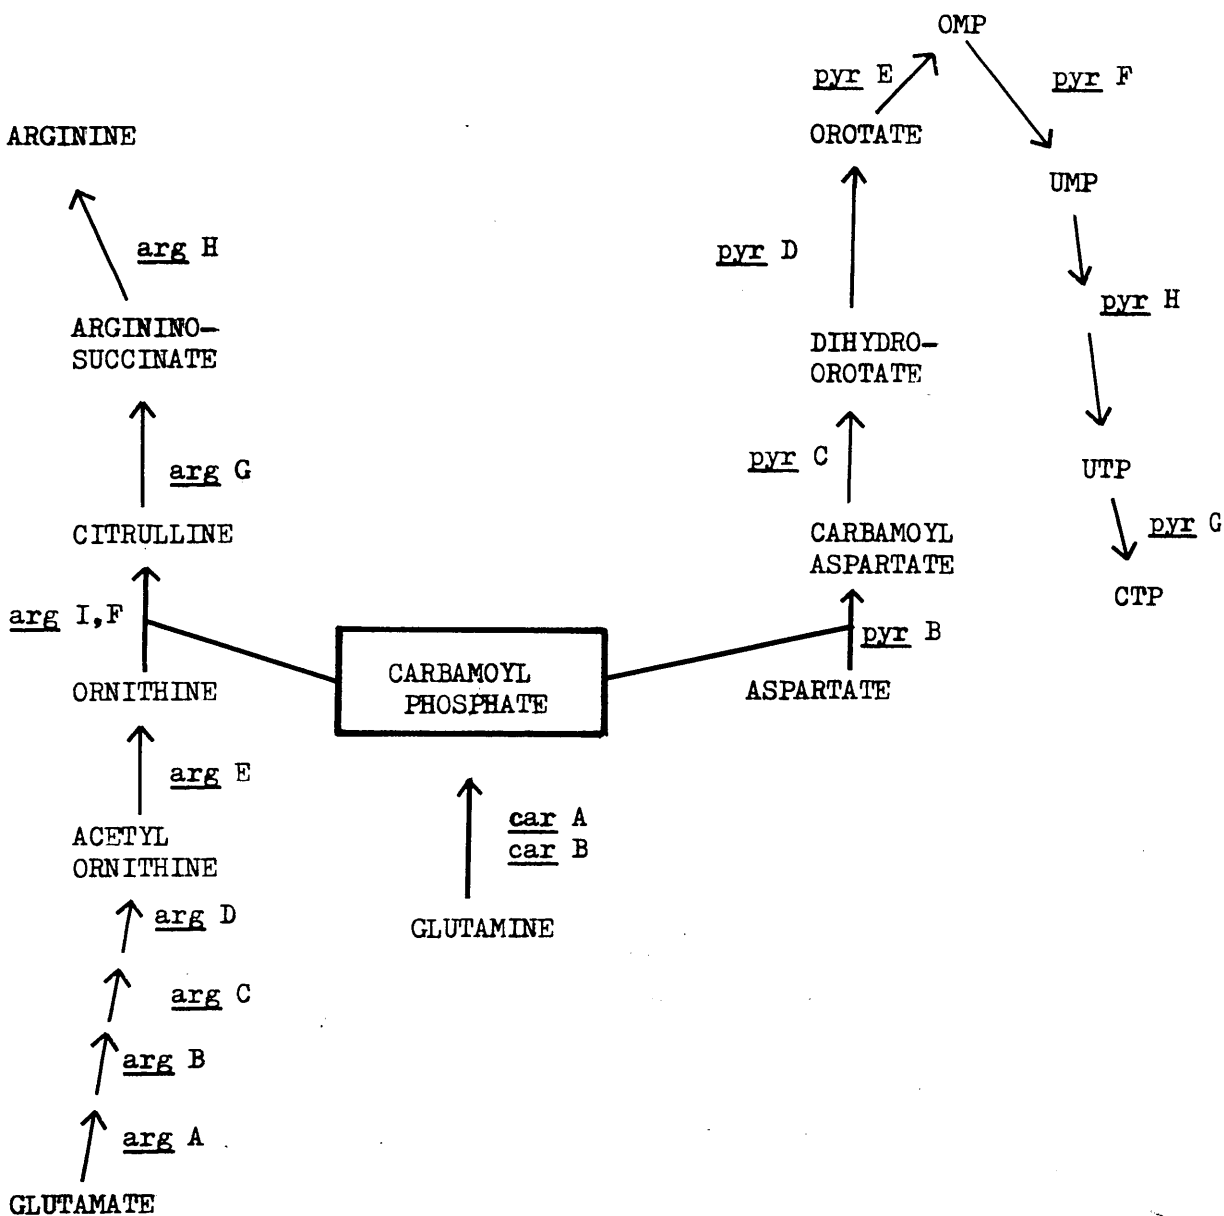 OMP
pyr E
pyr F
ARGININE
OROTATE
UMP
arg H
pyr D
pyr H
ARGININO-
SUCCINATE
DIHYDRO-
OROTATE
arg G
pyr C
UTP
pyr G
CITRULLINE
CARBAMOYL
ASPARTATE
CTP
arg I,F
pyr B
CARBAMOYL
PHOSPHATE
ORNITHINE
ASPARTATE
arg E
car A
car B
ACETYL
ORNITHINE
arg D
GLUTAMINE
arg C
arg B
arg A
GLUTAMATE